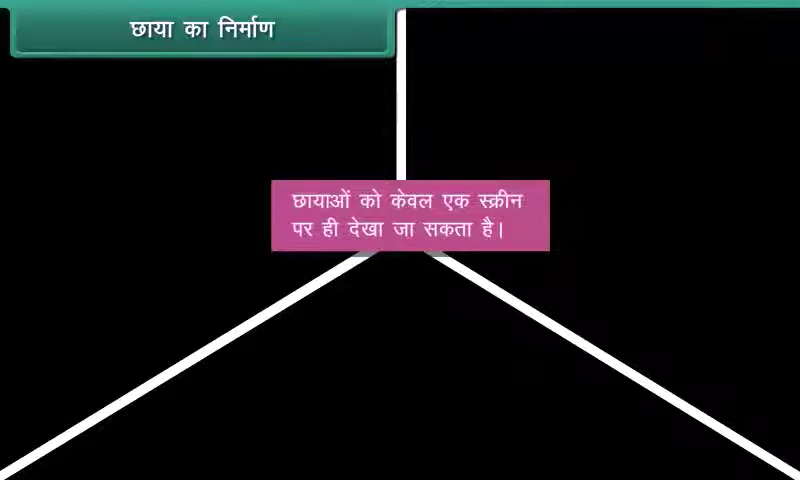 छाया का निर्माण
छायाओं को केवल एक स्क्रीन
पर ही देखा जा सकता है।